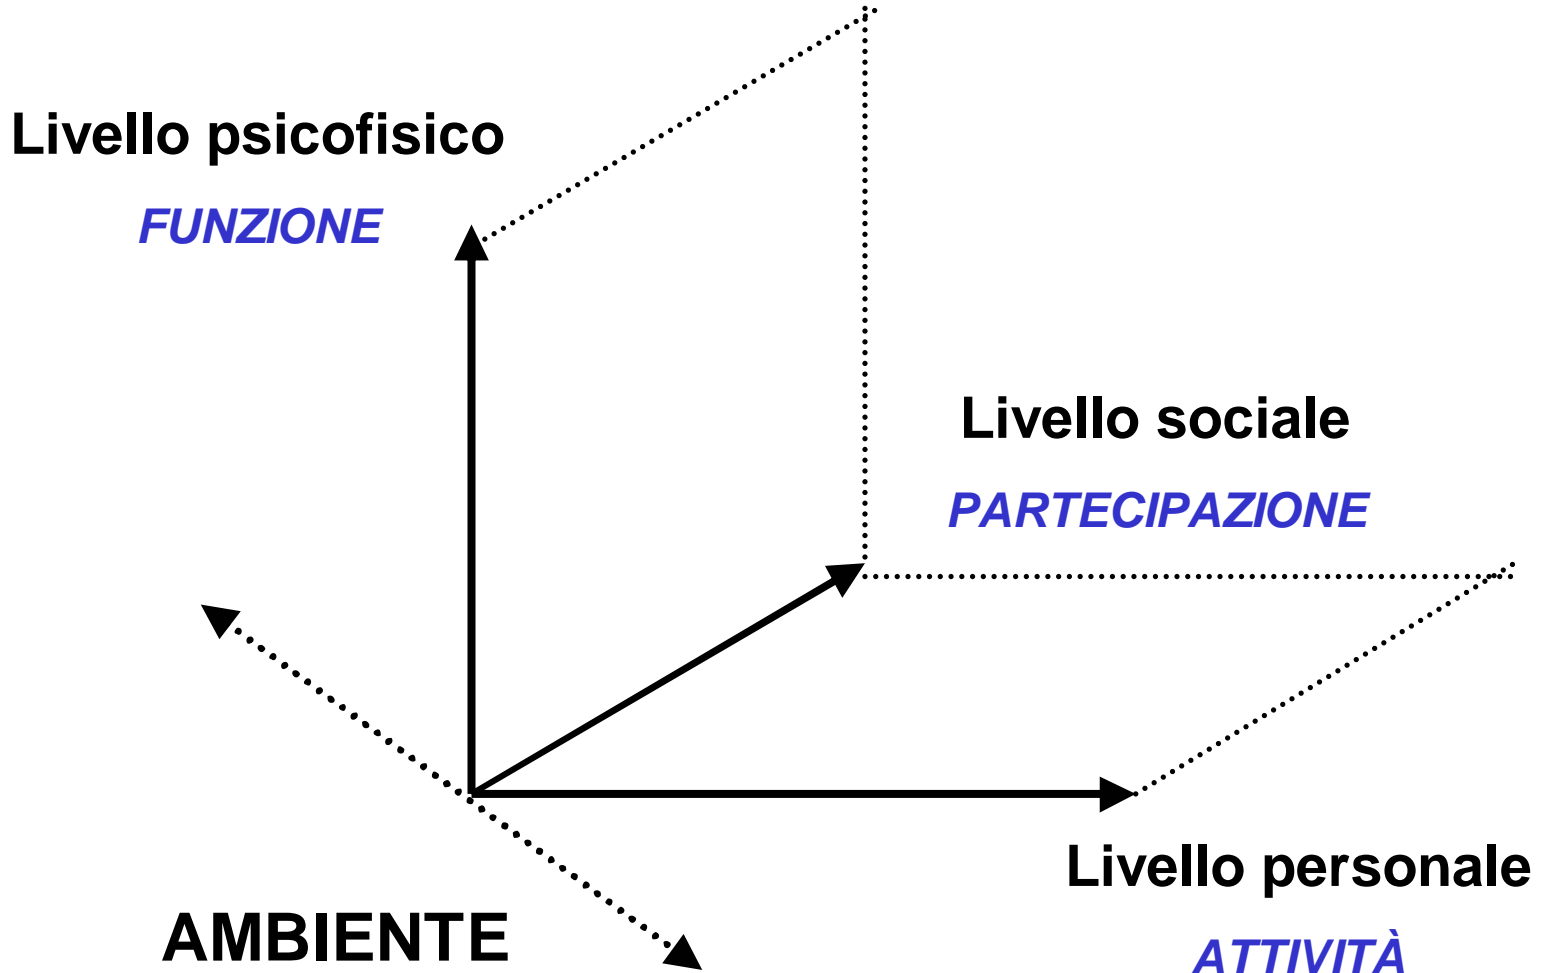 Livello psicofisico
FUNZIONE
Livello sociale
PARTECIPAZIONE
Livello personale
ATTIVITÀ
AMBIENTE